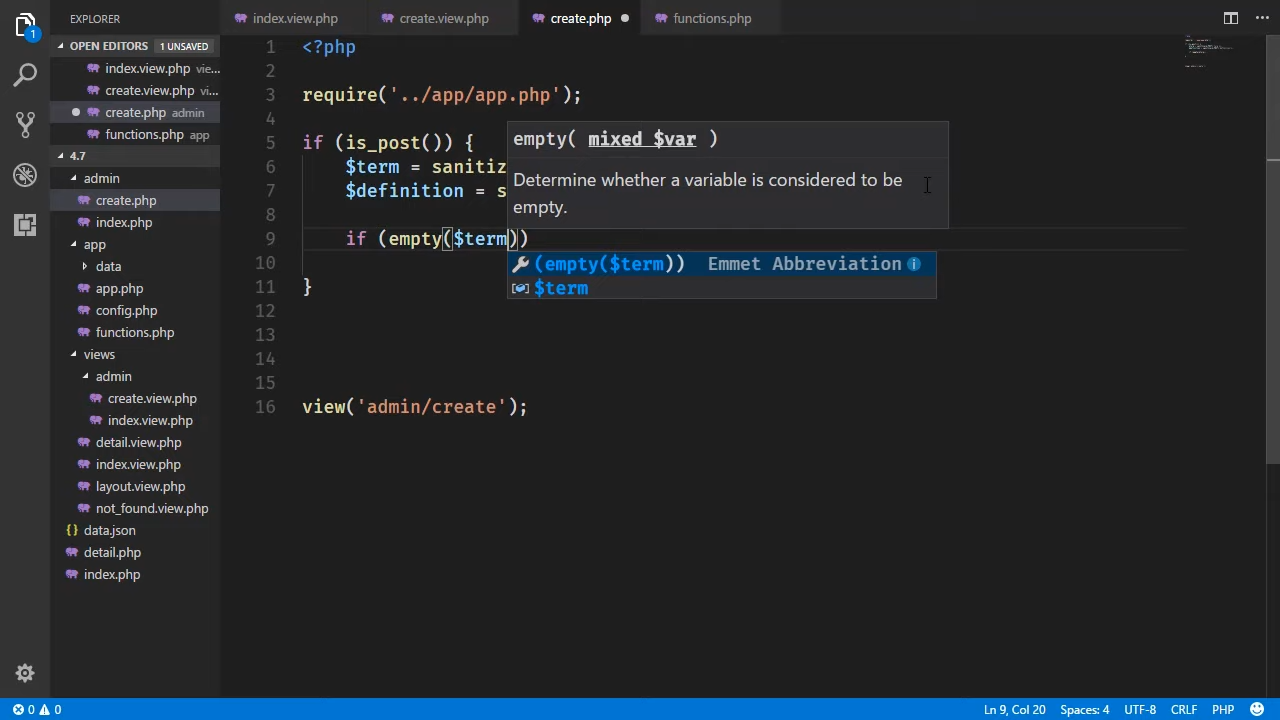 EXPLORER
index.view.php
create.view.php
create.php
functions.php
1
OPEN EDITORS 1 UNSAVED
index.view.php vie...
create.view.php vi...
create.php admin
functions.php app
4.7
admin
create.php
index.php
app
data
app.php
config.php
functions.php
views
admin
create.view.php
index.view.php
detail.view.php
index.view.php
layout.view.php
not_found.view.php
{} data.json
detail.php
index.php
1 <?php
2
3 require('../app/app.php');
4
5 if (is_post()) {
6 $term = sanitiz
7 $definition = s
8
9 if (empty($term))
10
11 }
12
13
14
15
16 view('admin/create');
empty( mixed $var )
Determine whether a variable is considered to be
empty.
(empty($term)) Emmet Abbreviation
$term
0 0
Ln 9, Col 20 Spaces: 4 UTF-8 CRLF PHP